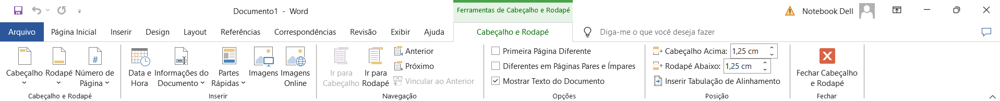 Documento1 - Word
Ferramentas de Cabeçalho e Rodapé
Notebook Dell
Arquivo
Página Inicial
Inserir
Design
Layout
Referências
Correspondências
Revisão
Exibir
Ajuda
Cabeçalho e Rodapé
Diga-me o que você deseja fazer
Cabeçalho
Rodapé
Número de
Página
Cabeçalho e Rodapé
Data e
Hora
Informações do
Documento
Partes
Rápidas
Imagens
Imagens
Online
Inserir
Ir para
Cabeçalho
Ir para
Rodapé
Anterior
Próximo
Vincular ao Anterior
Navegação
Primeira Página Diferente
Diferentes em Páginas Pares e Ímpares
Mostrar Texto do Documento
Opções
Cabeçalho Acima: 1,25 cm
Rodapé Abaixo: 1,25 cm
Inserir Tabulação de Alinhamento
Posição
Fechar Cabeçalho
e Rodapé
Fechar